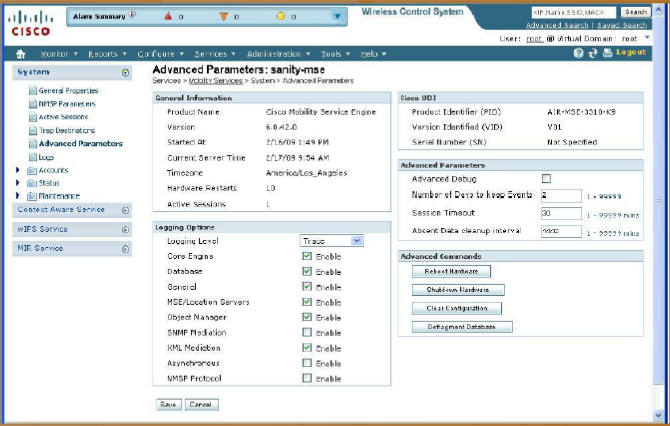 Alarm Summary
0
0
0
Wireless Control System
Search
Advanced Search | Saved Search
CISCO
User: root @ Virtual Domain: root
Monitor Reports Configure Services Administration Tools Help
Logout
System
General Properties
NMSP Parameters
Active Sessions
Trap Destinations
Advanced Parameters
Logs
Accounts
Status
Maintenance
Context Aware Service
wIPS Service
MIR Service
Advanced Parameters: sanity-mse
Services > Mobility Services > System > Advanced Parameters
General Information
Product Name Cisco Mobility Service Engine
Version 6.0.42.0
Started At 2/16/09 1:49 PM
Current Server Time 2/17/09 9:54 AM
Timezone America/Los_Angeles
Hardware Restarts 10
Active Sessions 1
Logging Options
Logging Level Trace
Core Engine Enable
Database Enable
General Enable
MSE/Location Servers Enable
Object Manager Enable
SNMP Mediation Enable
XML Mediation Enable
Asynchronous Enable
NMSP Protocol Enable
Save Cancel
Cisco UDI
Product Identifier (PID) AIR-MSE-3310-K9
Version Identified (VID) V01
Serial Number (SN) Not Specified
Advanced Parameters
Advanced Debug
Number of Days to keep Events 2 1 - 99999
Session Timeout 30 1 - 99999 mins
Absent Data cleanup interval 1 - 99999 mins
Advanced Commands
Reboot Hardware
Shutdown Hardware
Clear Configuration
Defragment Database